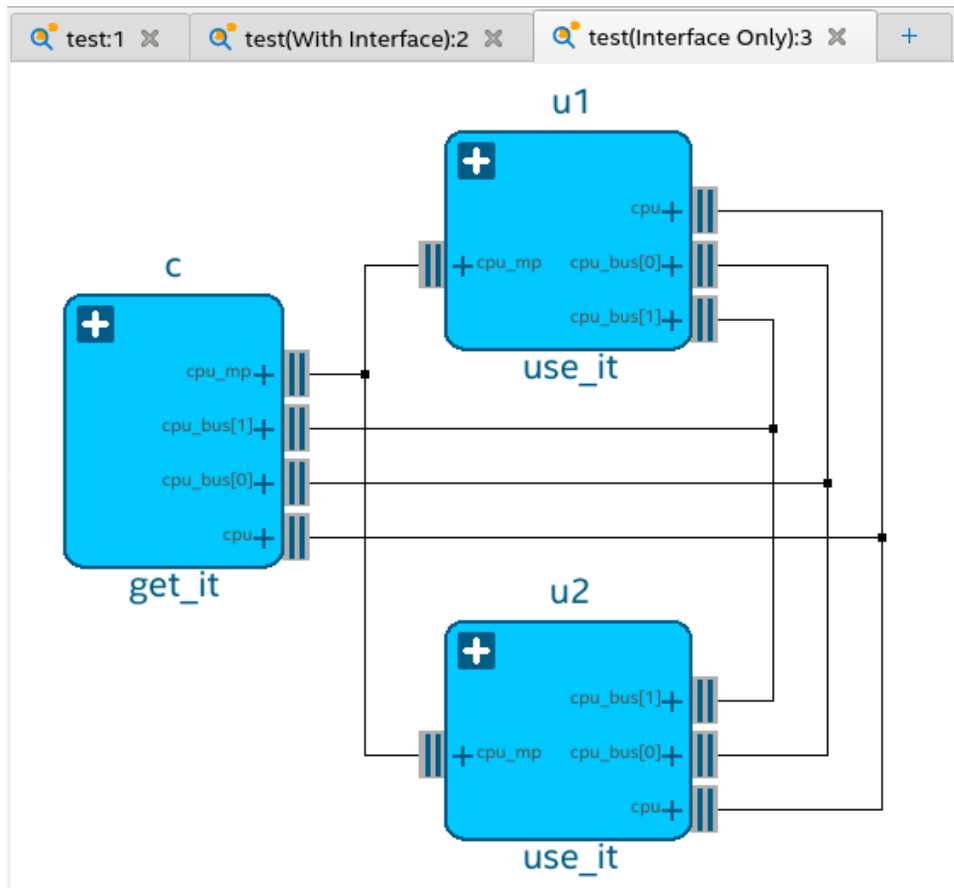 test:1
test(With Interface):2
test(Interface Only):3
+
u1
cpu
cpu_mp
cpu_bus[0]
cpu_bus[1]
use_it
c
cpu_mp
cpu_bus[1]
cpu_bus[0]
cpu
get_it
u2
cpu_bus[1]
cpu_mp
cpu_bus[0]
cpu
use_it